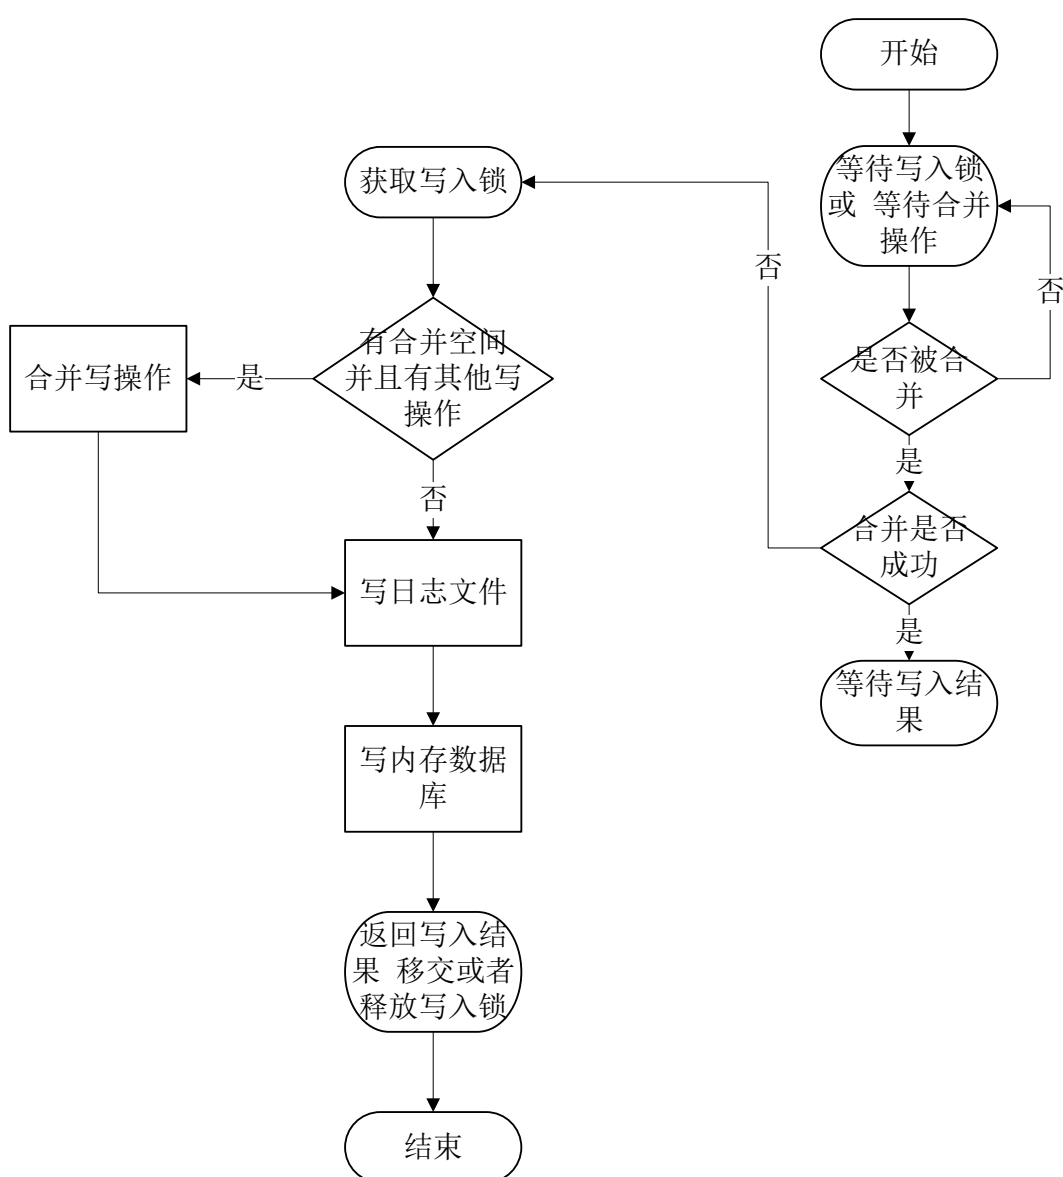 开始
等待写入锁
或 等待合并
操作
否
是否被合
并
是
合并是否
成功
否
是
等待写入结
果
获取写入锁
有合并空间
并且有其他写
操作
是
合并写操作
否
写日志文件
写内存数据
库
返回写入结
果 移交或者
释放写入锁
结束